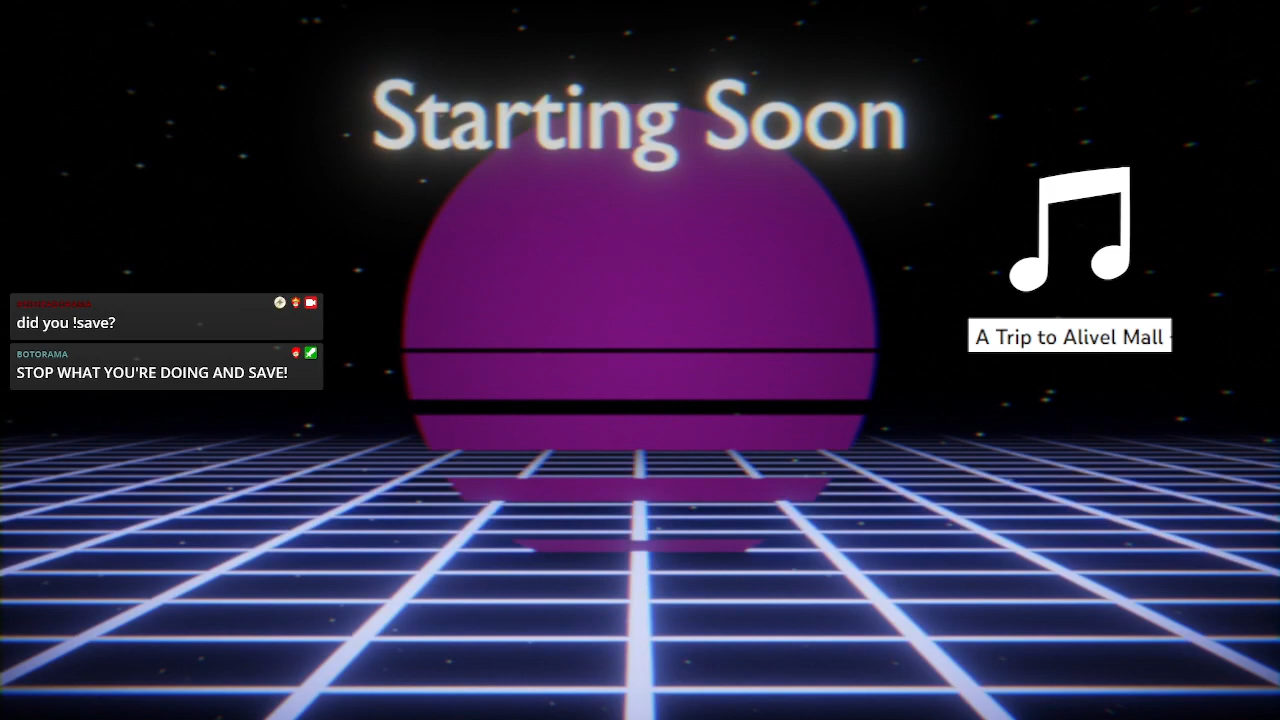 Starting Soon
did you !save?
BOTORAMA
STOP WHAT YOU'RE DOING AND SAVE!
A Trip to Alivel Mall